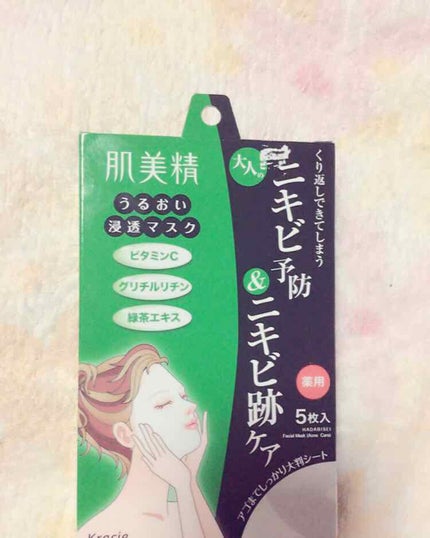 肌美精
うるおい
浸透マスク
ビタミンC
グリチルリチン
緑茶エキス
くり返しできてしまう
大人の
ニキビ予防
&
ニキビ跡ケア
薬用
5枚入
HADABISEI
Facial Mask (Acne Care)
アゴまでしっかり大判シート
Kracie